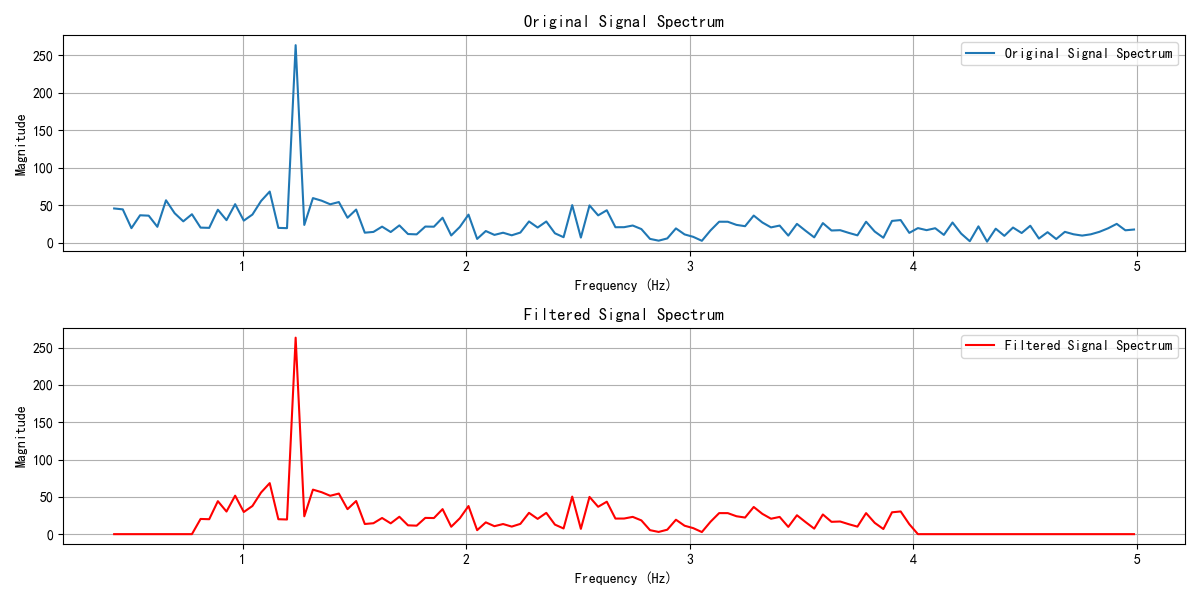 Original Signal Spectrum
250
200
150
100
50
0
Magnitude
Original Signal Spectrum
1 2 3 4 5
Frequency (Hz)
Filtered Signal Spectrum
250
200
150
100
50
0
Magnitude
Filtered Signal Spectrum
1 2 3 4 5
Frequency (Hz)